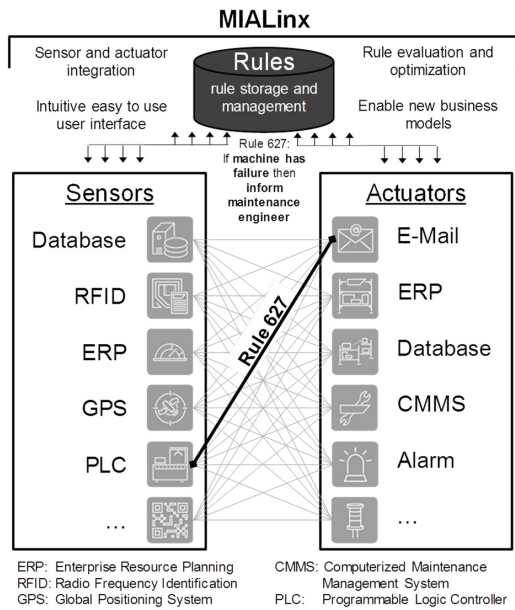 MIALinx
Sensor and actuator
integration
Intuitive easy to use
user interface
Rules
rule storage and
management
Rule evaluation and
optimization
Enable new business
models
Rule 627:
If machine has
failure then
inform
maintenance
engineer
Sensors
Database
RFID
ERP
GPS
PLC
...
Rule 627
Actuators
E-Mail
ERP
Database
CMMS
Alarm
...
ERP: Enterprise Resource Planning
RFID: Radio Frequency Identification
GPS: Global Positioning System
CMMS: Computerized Maintenance
Management System
PLC: Programmable Logic Controller